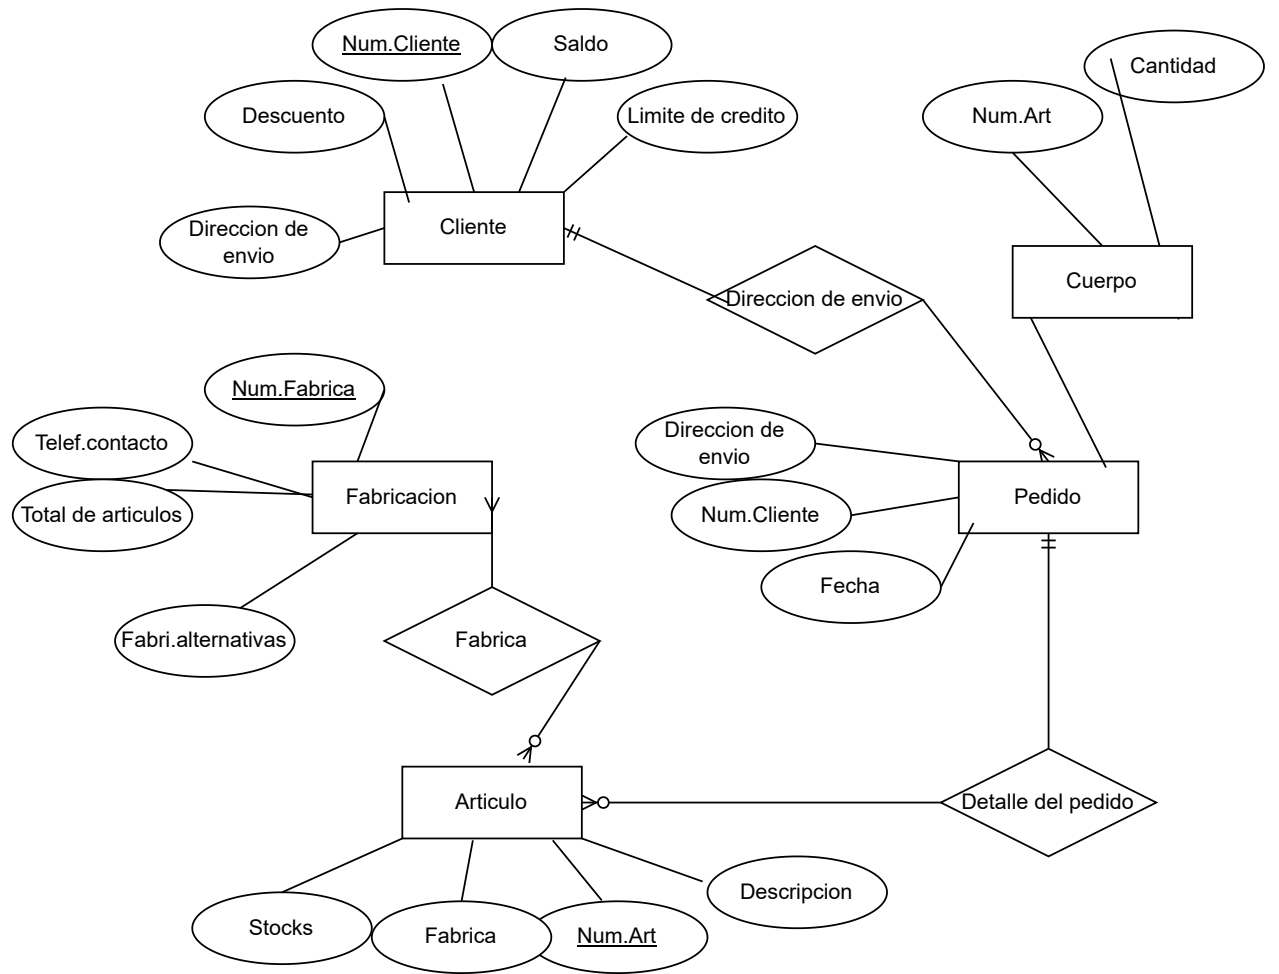 Num.Cliente
Saldo
Cantidad
Descuento
Limite de credito
Num.Art
Direccion de
envio
Cliente
Cuerpo
Direccion de envio
Num.Fabrica
Telef.contacto
Direccion de
envio
Fabricacion
Pedido
Total de articulos
Num.Cliente
Fecha
Fabri.alternativas
Fabrica
Articulo
Detalle del pedido
Descripcion
Stocks
Fabrica
Num.Art